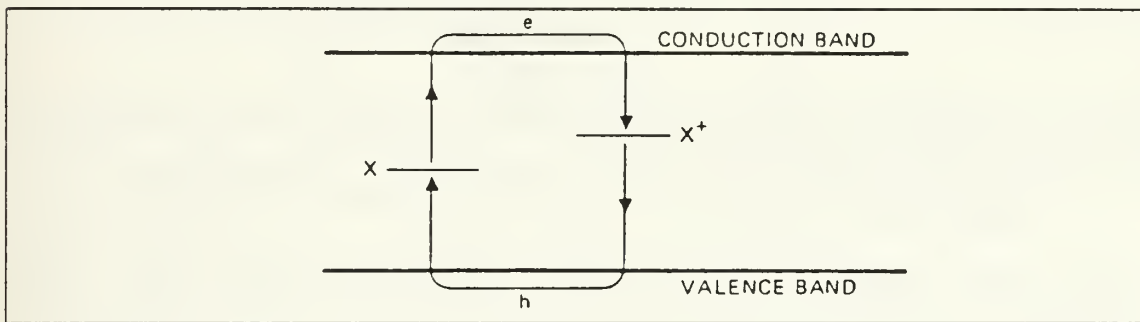 e
CONDUCTION BAND
X⁺
X
VALENCE BAND
h